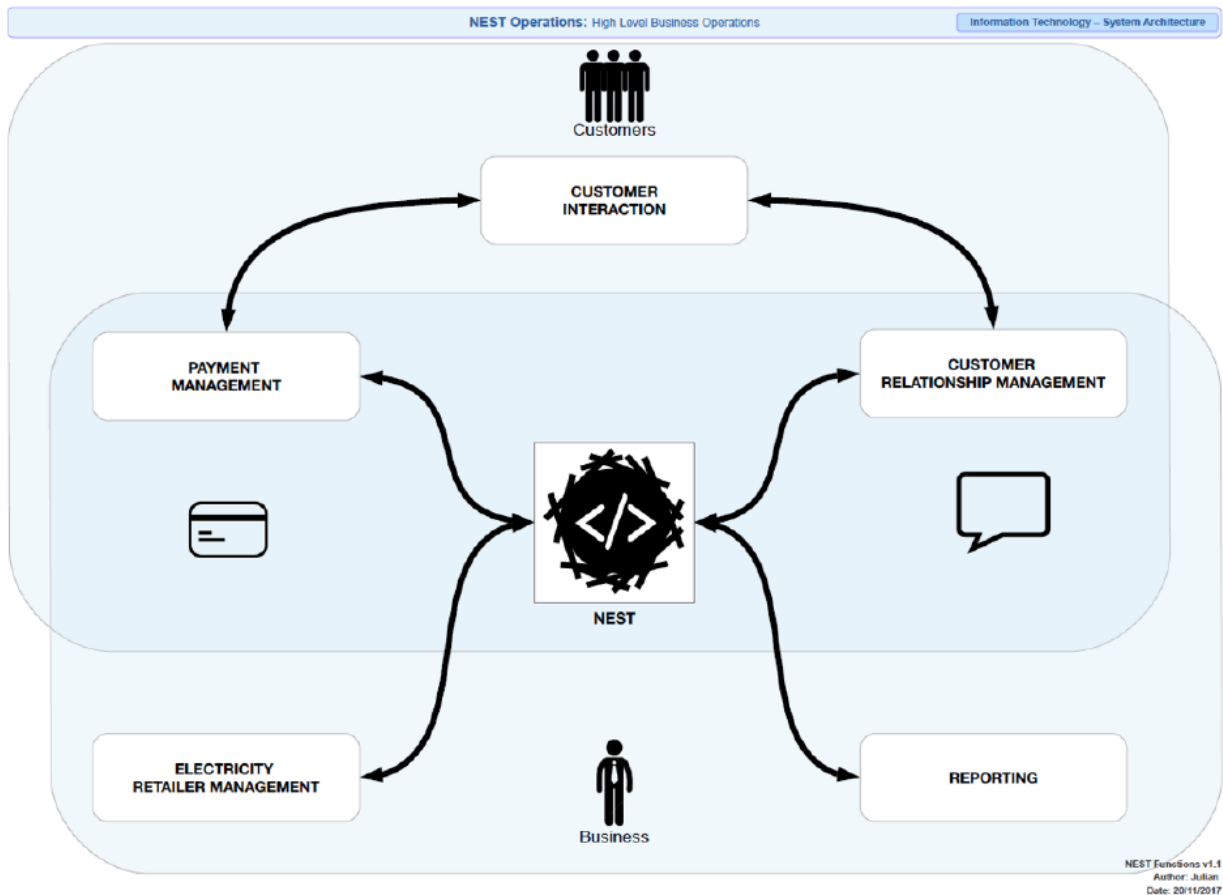 NEST Operations: High Level Business Operations
Information Technology – System Architecture
Customers
CUSTOMER
INTERACTION
PAYMENT
MANAGEMENT
CUSTOMER
RELATIONSHIP MANAGEMENT
</>
NEST
ELECTRICITY
RETAILER MANAGEMENT
Business
REPORTING
NEST Functions v1.1
Author: Julian
Date: 20/11/2017